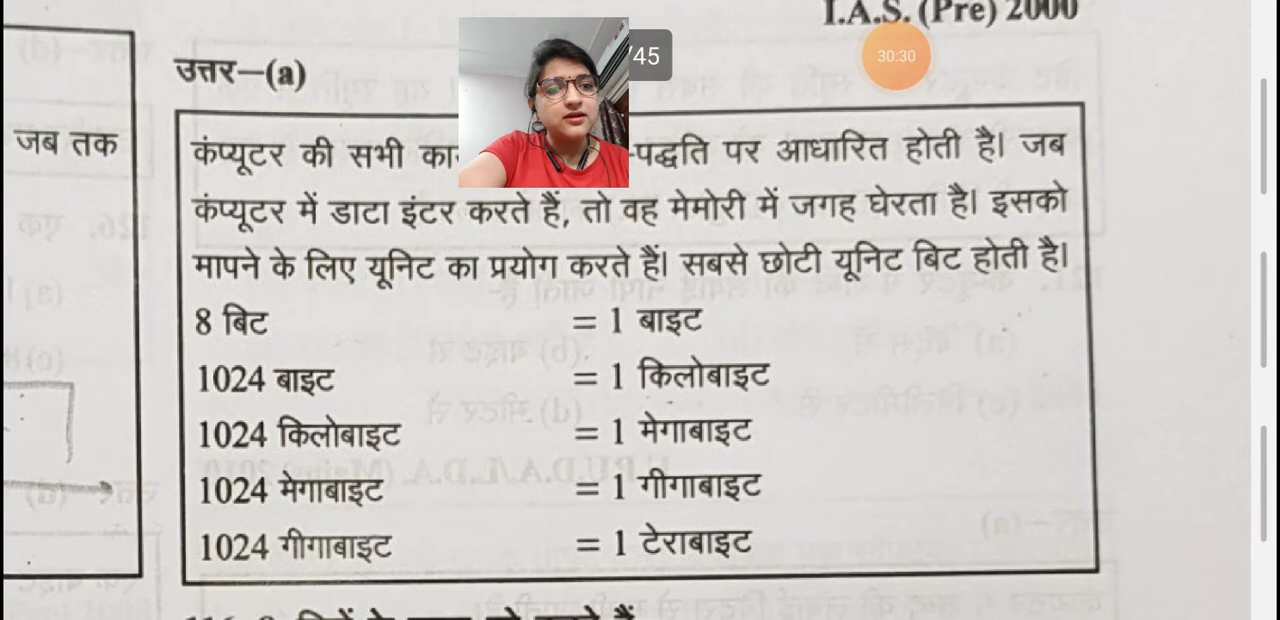 I.A.S. (Pre) 2000
/45
30:30
उत्तर–(a)
जब तक
कंप्यूटर की सभी का -पद्धति पर आधारित होती है। जब
कंप्यूटर में डाटा इंटर करते हैं, तो वह मेमोरी में जगह घेरता है। इसको
मापने के लिए यूनिट का प्रयोग करते हैं। सबसे छोटी यूनिट बिट होती है।
8 बिट = 1 बाइट
1024 बाइट = 1 किलोबाइट
1024 किलोबाइट = 1 मेगाबाइट
1024 मेगाबाइट = 1 गीगाबाइट
1024 गीगाबाइट = 1 टेराबाइट